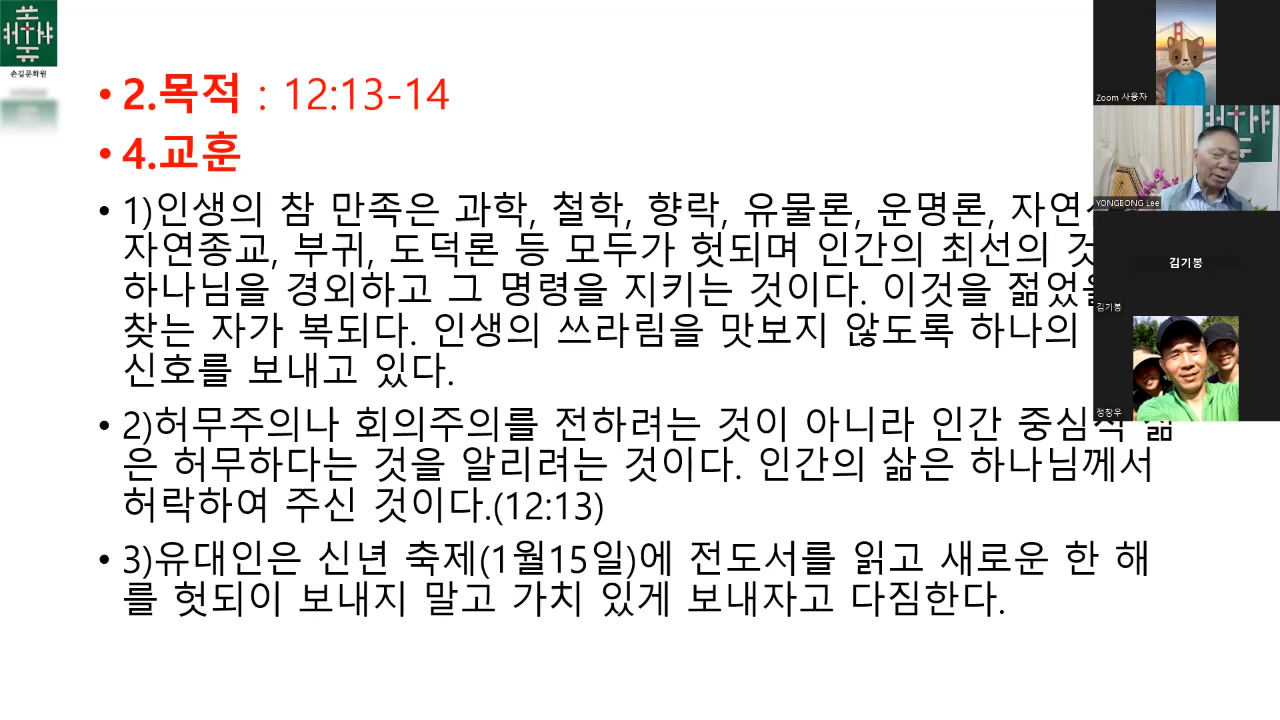 손길문학원
• 2.목적 : 12:13-14
• 4.교훈
• 1)인생의 참 만족은 과학, 철학, 향락, 유물론, 운명론,
자연종교, 부귀, 도덕론 등 모두가 헛되며 인간의 최선의
하나님을 경외하고 그 명령을 지키는 것이다. 이것을
찾는 자가 복되다. 인생의 쓰라림을 맛보지 않도록 하나의
신호를 보내고 있다.
• 2)허무주의나 회의주의를 전하려는 것이 아니라 인간 중심적 삶
은 허무하다는 것을 알리려는 것이다. 인간의 삶은 하나님께서
허락하여 주신 것이다.(12:13)
• 3)유대인은 신년 축제(1월15일)에 전도서를 읽고 새로운 한 해
를 헛되이 보내지 말고 가치 있게 보내자고 다짐한다.
Zoom 사용자
YONGBONG Lee
김기봉
김기봉
정창우